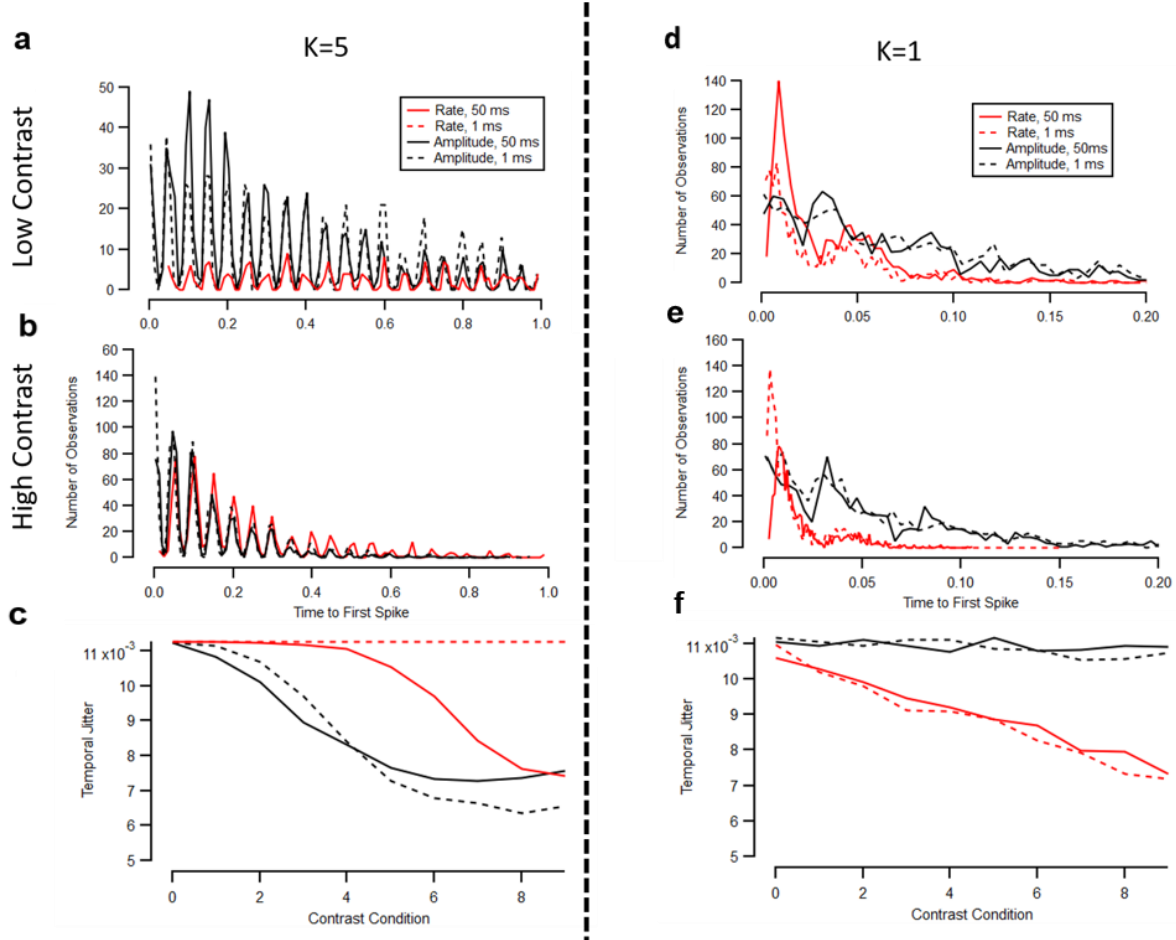 a
K=5
Low Contrast
50
40
30
20
10
0
Rate, 50 ms
Rate, 1 ms
Amplitude, 50 ms
Amplitude, 1 ms
0.0 0.2 0.4 0.6 0.8 1.0
b
High Contrast
Number of Observations
160
140
120
100
80
60
40
20
0
0.0 0.2 0.4 0.6 0.8 1.0
Time to First Spike
c
Temporal Jitter
11 x10⁻³
10
9
8
7
6
5
0 2 4 6 8
Contrast Condition
d
K=1
Number of Observations
140
120
100
80
60
40
20
0
Rate, 50 ms
Rate, 1 ms
Amplitude, 50ms
Amplitude, 1 ms
0.00 0.05 0.10 0.15 0.20
e
Number of Observations
160
140
120
100
80
60
40
20
0
0.00 0.05 0.10 0.15 0.20
Time to First Spike
f
Temporal Jitter
11 x10⁻³
10
9
8
7
6
5
0 2 4 6 8
Contrast Condition